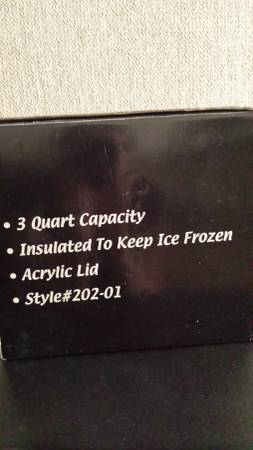 • 3 Quart Capacity
• Insulated To Keep Ice Frozen
• Acrylic Lid
• Style#202-01